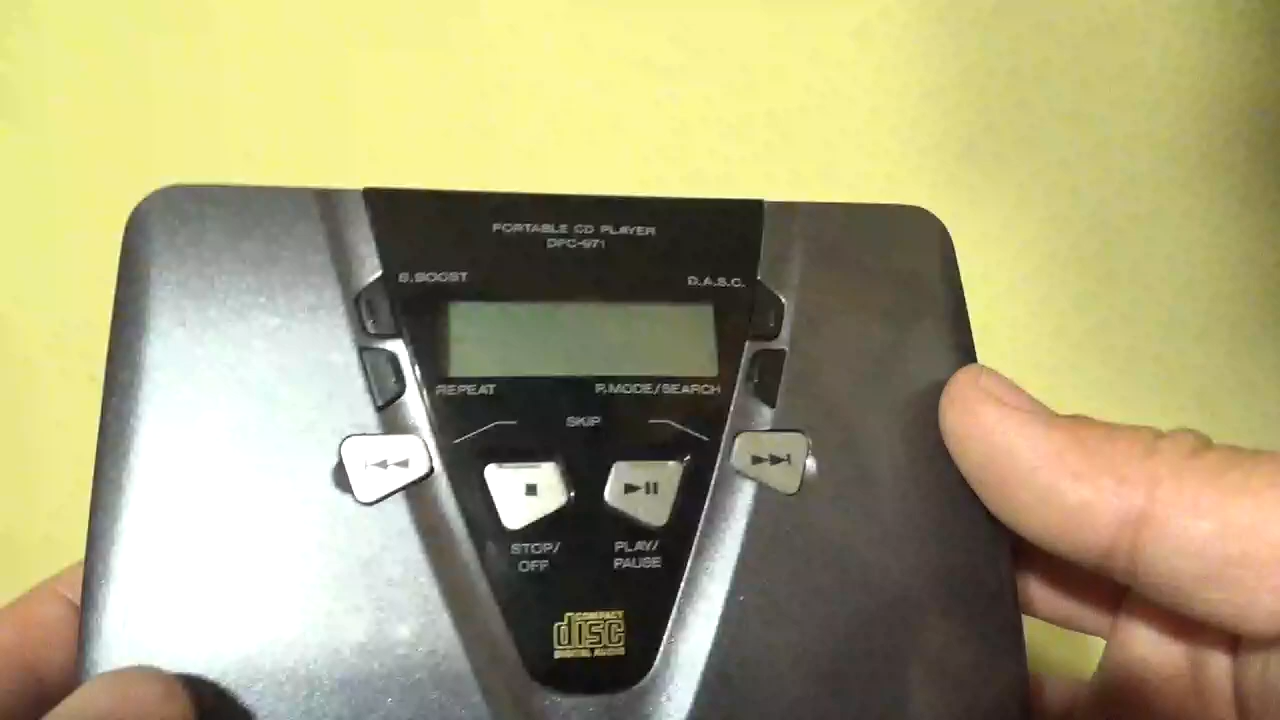 PORTABLE CD PLAYER
DPC-971
S.BOOST
D.A.S.C.
REPEAT
P.MODE/SEARCH
SKIP
STOP/
OFF
PLAY/
PAUSE
COMPACT
disc
DIGITAL AUDIO